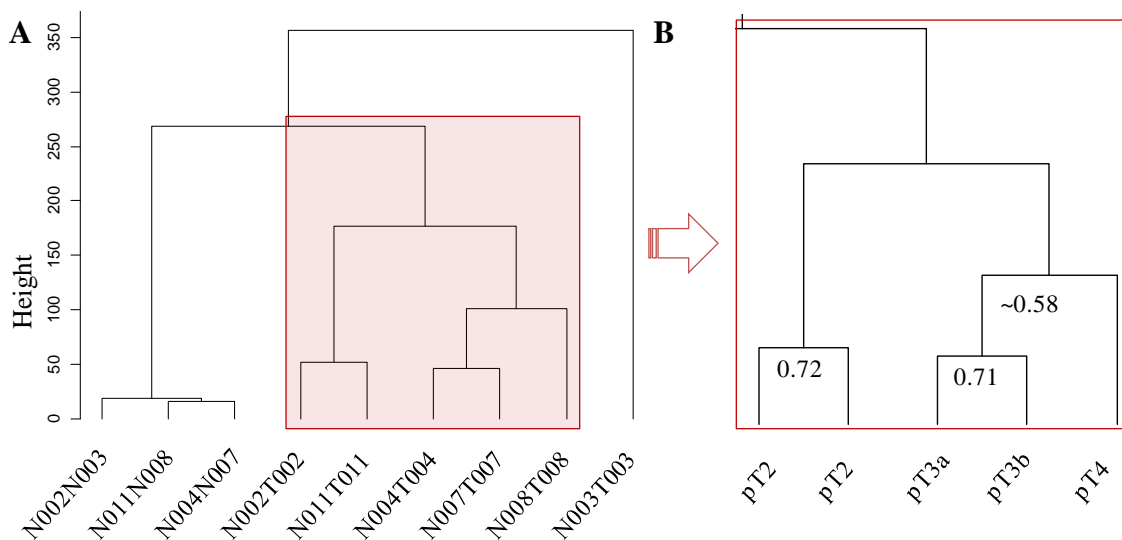 A
Height
350
300
250
200
150
100
50
0
N002N003
N011N008
N004N007
N002T002
N011T011
N004T004
N007T007
N008T008
N003T003
B
~0.58
0.72
0.71
pT2
pT2
pT3a
pT3b
pT4